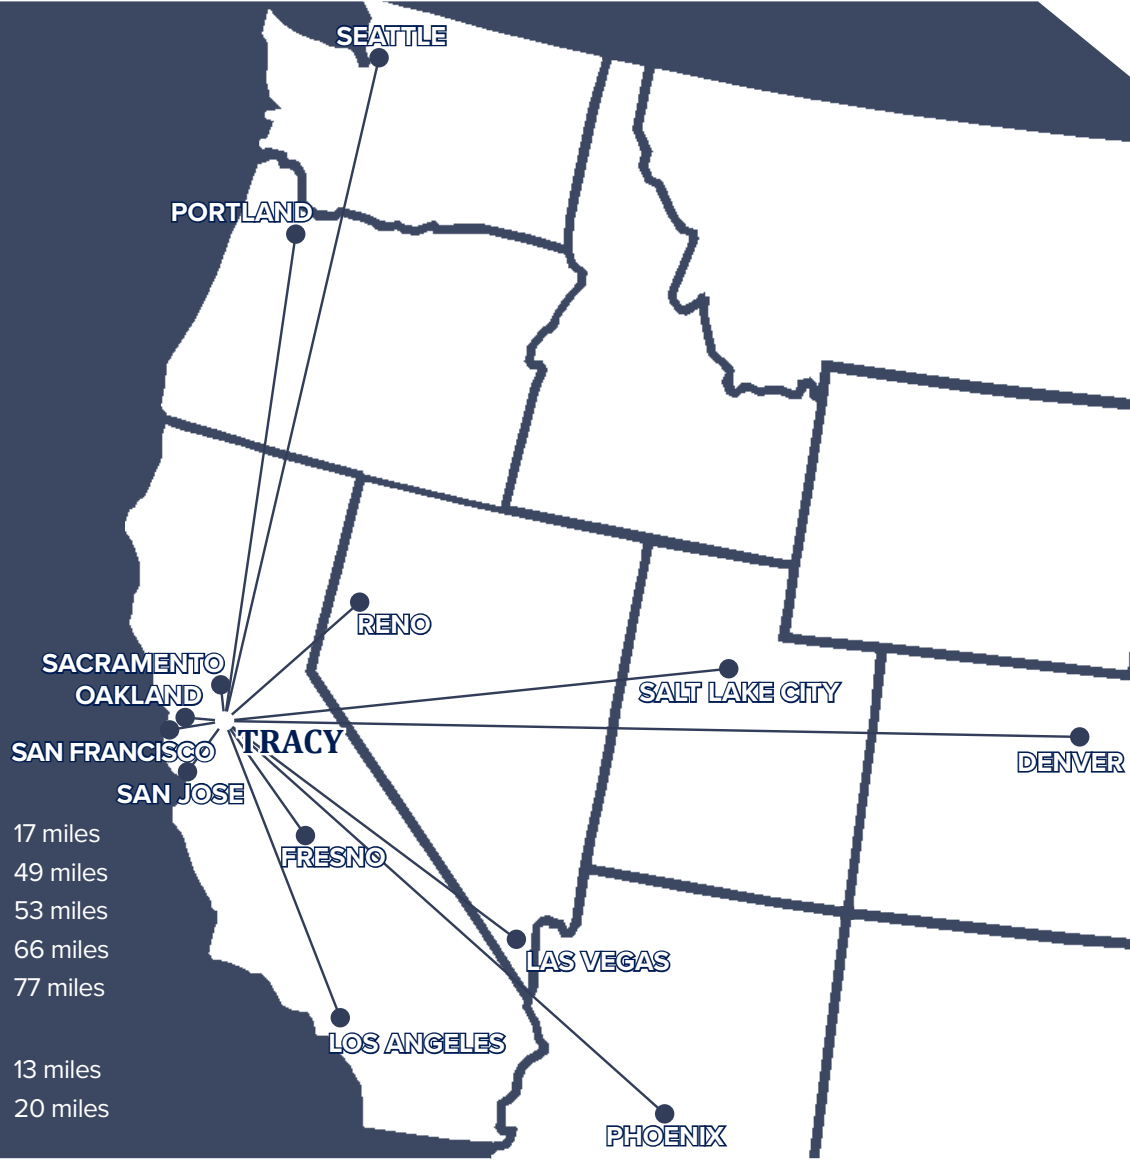 SEATTLE
PORTLAND
RENO
SACRAMENTO
OAKLAND
SALT LAKE CITY
TRACY
SAN FRANCISCO
DENVER
SAN JOSE
17 miles
FRESNO
49 miles
53 miles
66 miles
LAS VEGAS
77 miles
LOS ANGELES
13 miles
20 miles
PHOENIX